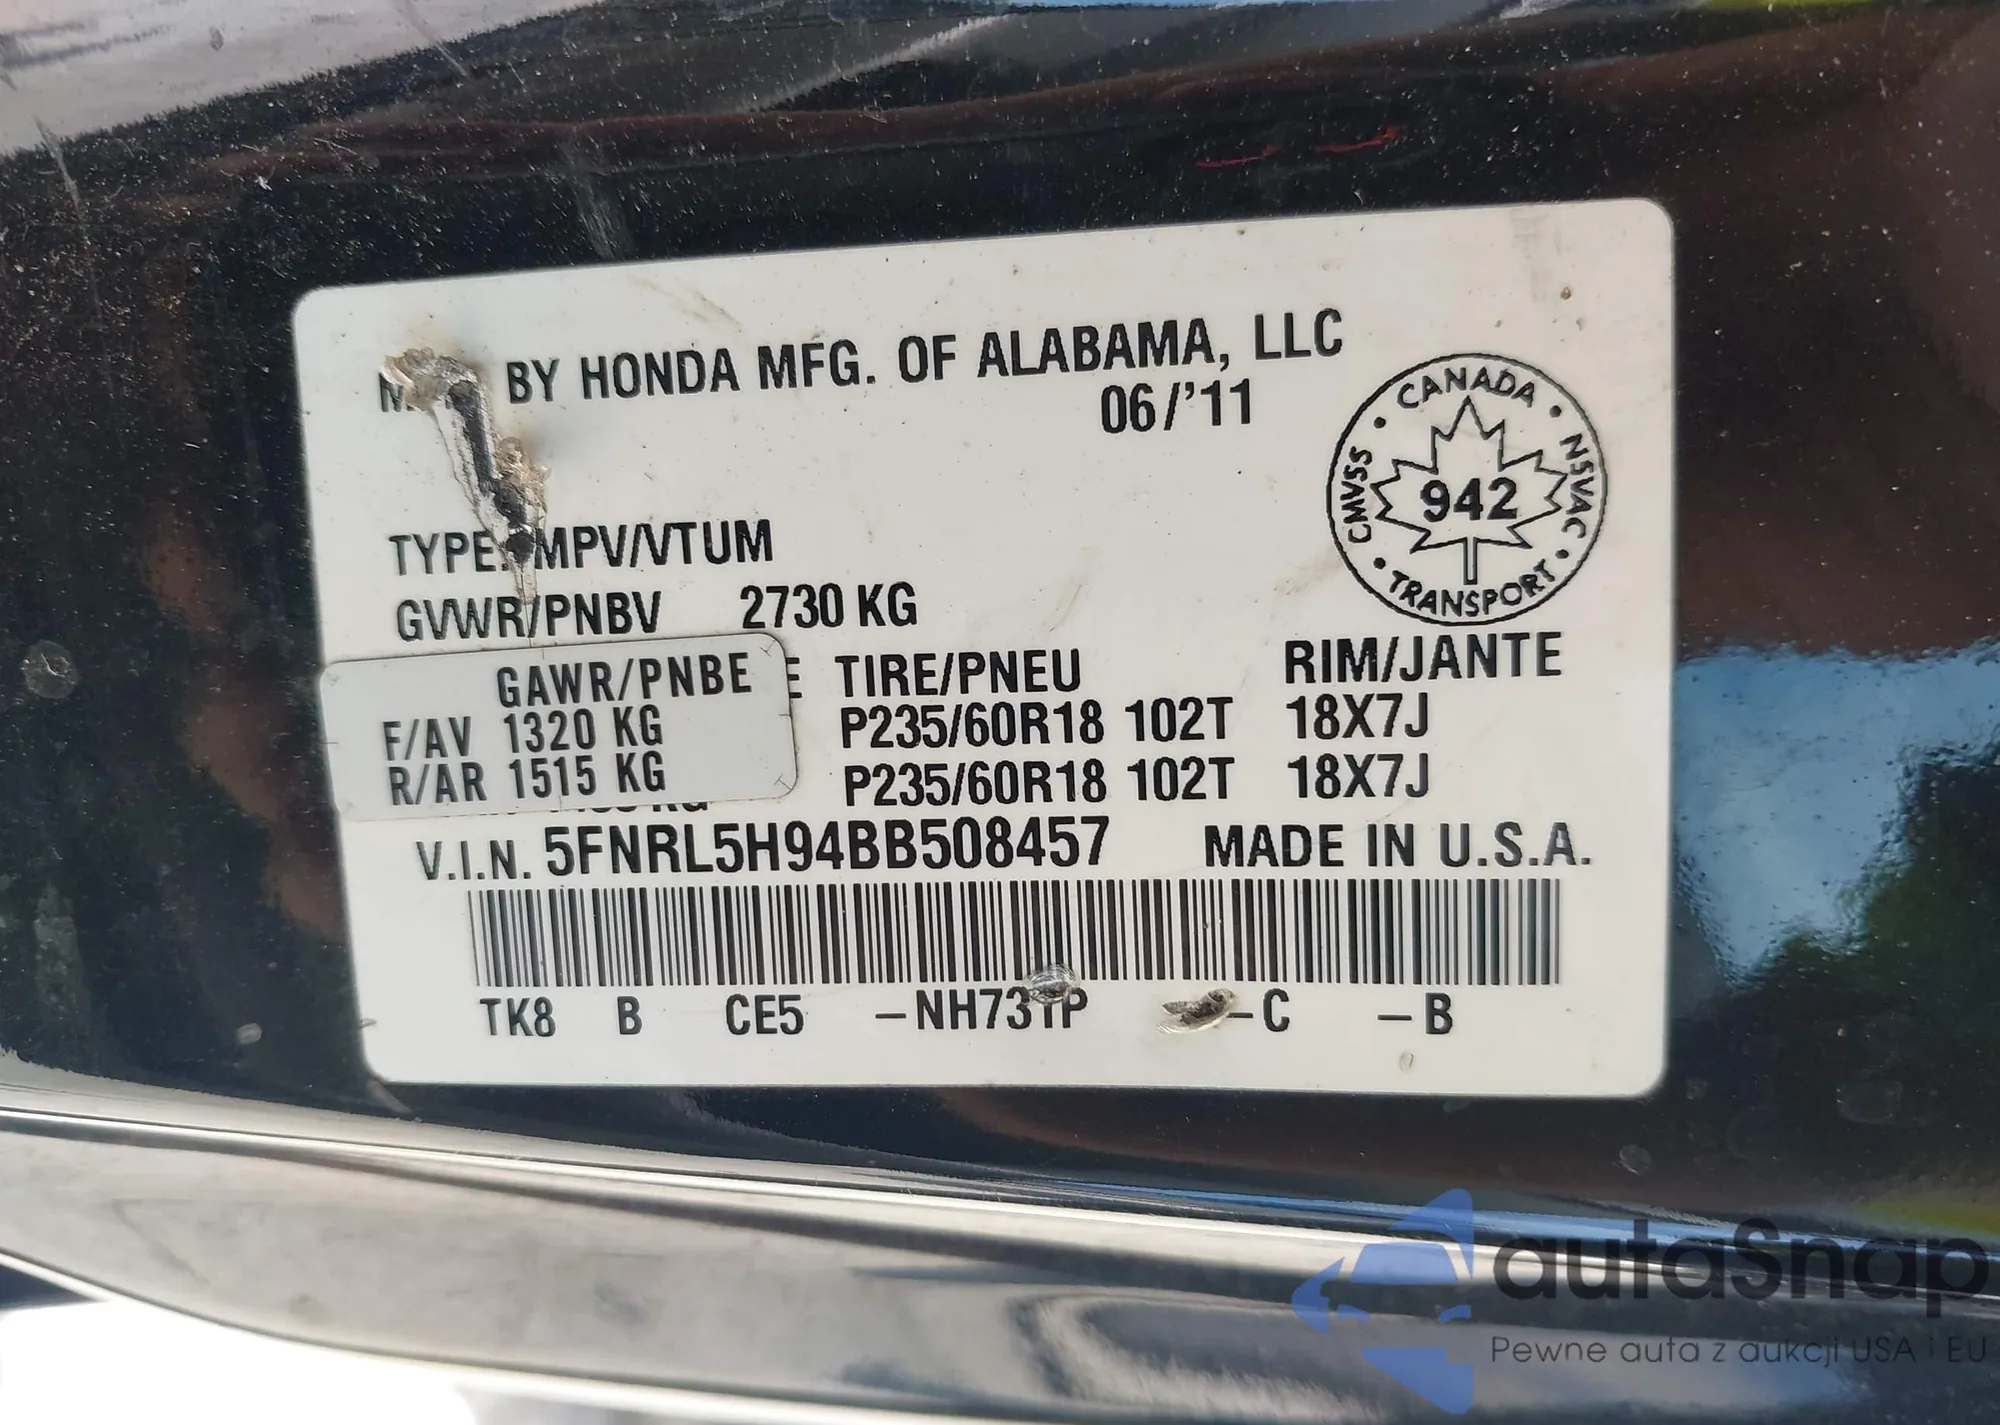 BY HONDA MFG. OF ALABAMA, LLC
06/'11
CANADA
CMVSS
NSVAC
942
TRANSPORT
TYPE: MPV/VTUM
GVWR/PNBV 2730 KG
GAWR/PNBE E TIRE/PNEU RIM/JANTE
F/AV 1320 KG P235/60R18 102T 18X7J
R/AR 1515 KG P235/60R18 102T 18X7J
V.I.N. 5FNRL5H94BB508457 MADE IN U.S.A.
TK8 B CE5 -NH731P -C -B
autaSnap
Pewne auta z aukcji USA i EU